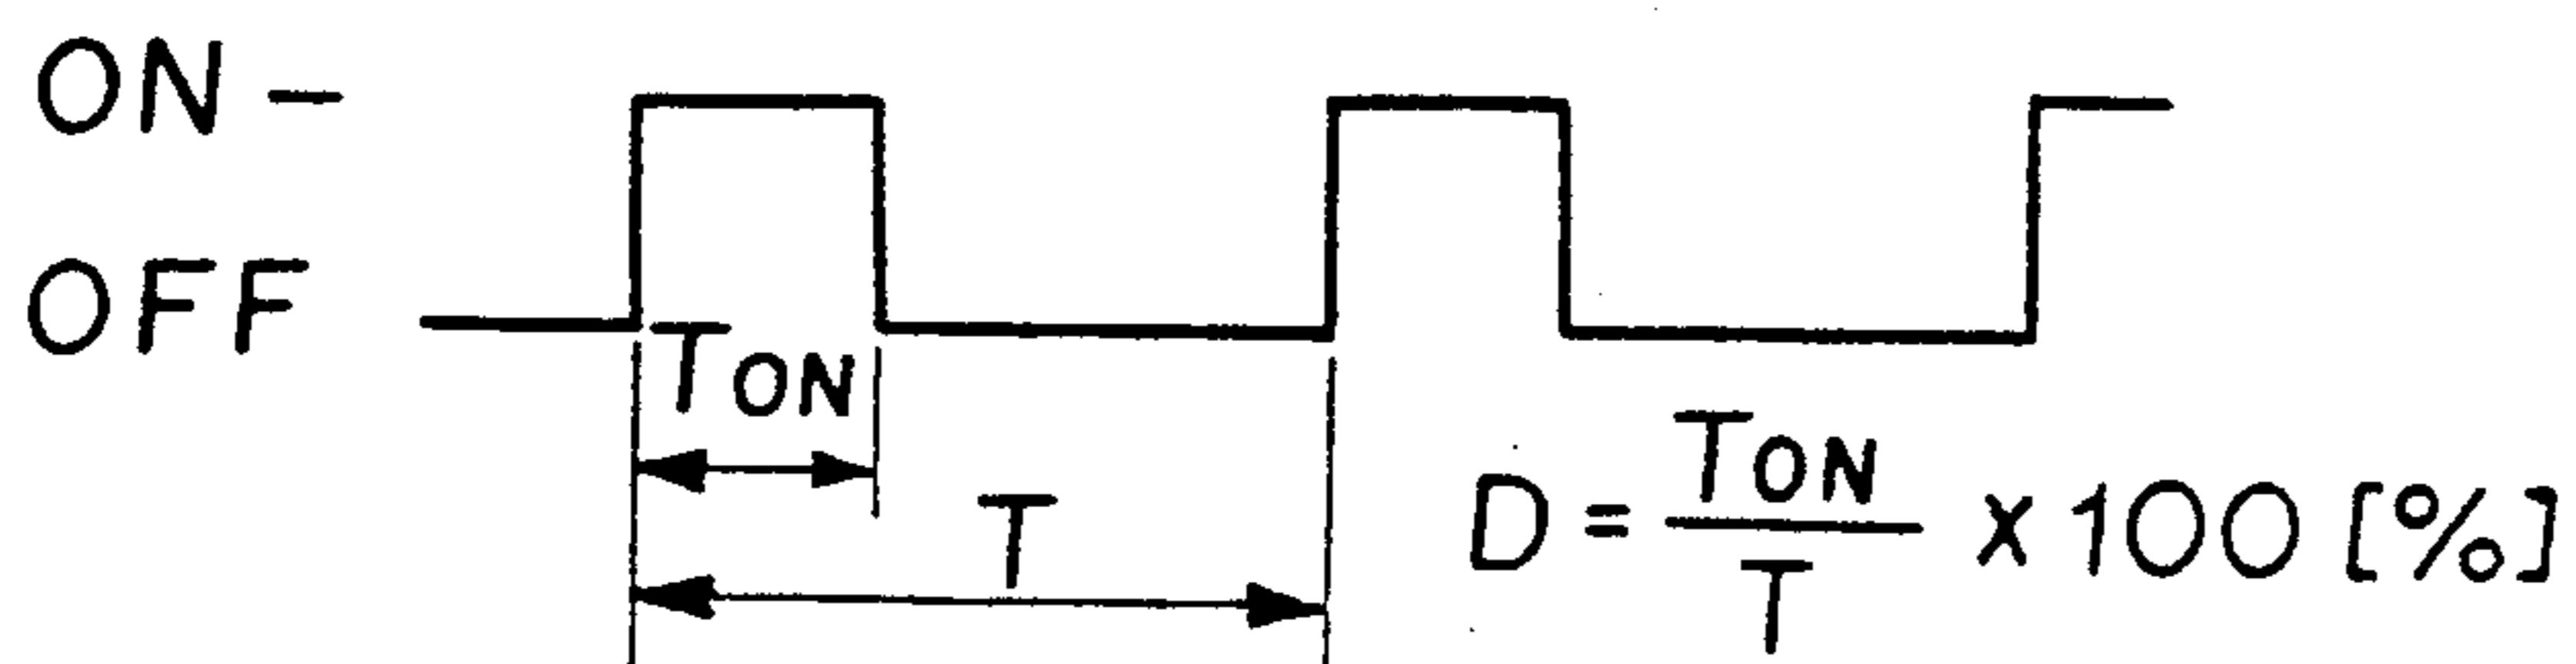 ON
OFF
TON
T
D = TON / T × 100 [%]